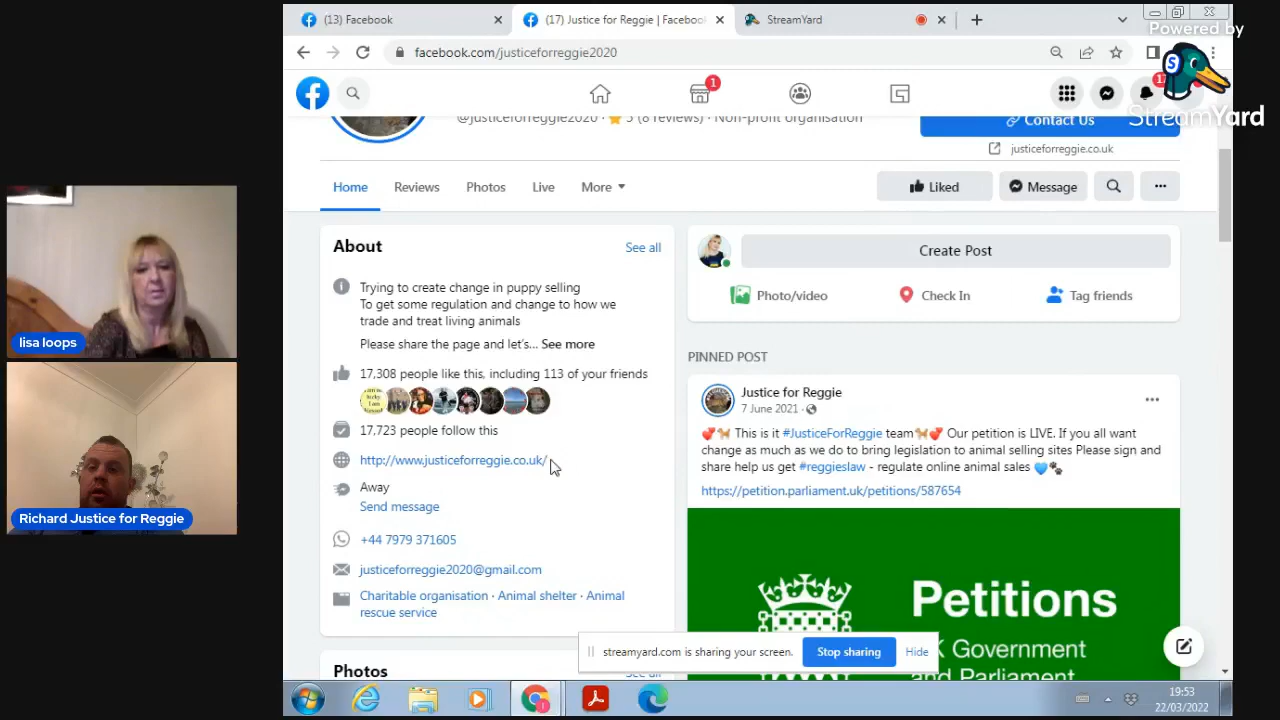 (13) Facebook
(17) Justice for Reggie | Facebook
StreamYard
Powered by
StreamYard
facebook.com/justiceforreggie2020
1
@justiceforreggie2020 · 5 (8 reviews) · Non-profit organisation
Contact Us
justiceforreggie.co.uk
Home
Reviews
Photos
Live
More
Liked
Message
About
See all
Trying to create change in puppy selling
To get some regulation and change to how we
trade and treat living animals
Please share the page and let's... See more
17,308 people like this, including 113 of your friends
17,723 people follow this
http://www.justiceforreggie.co.uk/
Away
Send message
+44 7979 371605
justiceforreggie2020@gmail.com
Charitable organisation · Animal shelter · Animal
rescue service
Photos
Create Post
Photo/video
Check In
Tag friends
PINNED POST
Justice for Reggie
7 June 2021 ·
This is it #JusticeForReggie team Our petition is LIVE. If you all want
change as much as we do to bring legislation to animal selling sites Please sign and
share help us get #reggieslaw - regulate online animal sales
https://petition.parliament.uk/petitions/587654
Petitions
K Government
and Parliament
streamyard.com is sharing your screen.
Stop sharing
Hide
lisa loops
Richard Justice for Reggie
19:53
22/03/2022